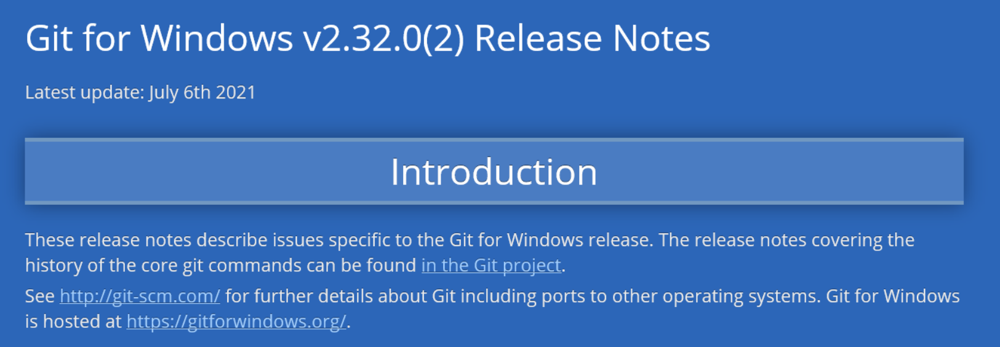 Git for Windows v2.32.0(2) Release Notes
Latest update: July 6th 2021
Introduction
These release notes describe issues specific to the Git for Windows release. The release notes covering the
history of the core git commands can be found in the Git project.
See http://git-scm.com/ for further details about Git including ports to other operating systems. Git for Windows
is hosted at https://gitforwindows.org/.